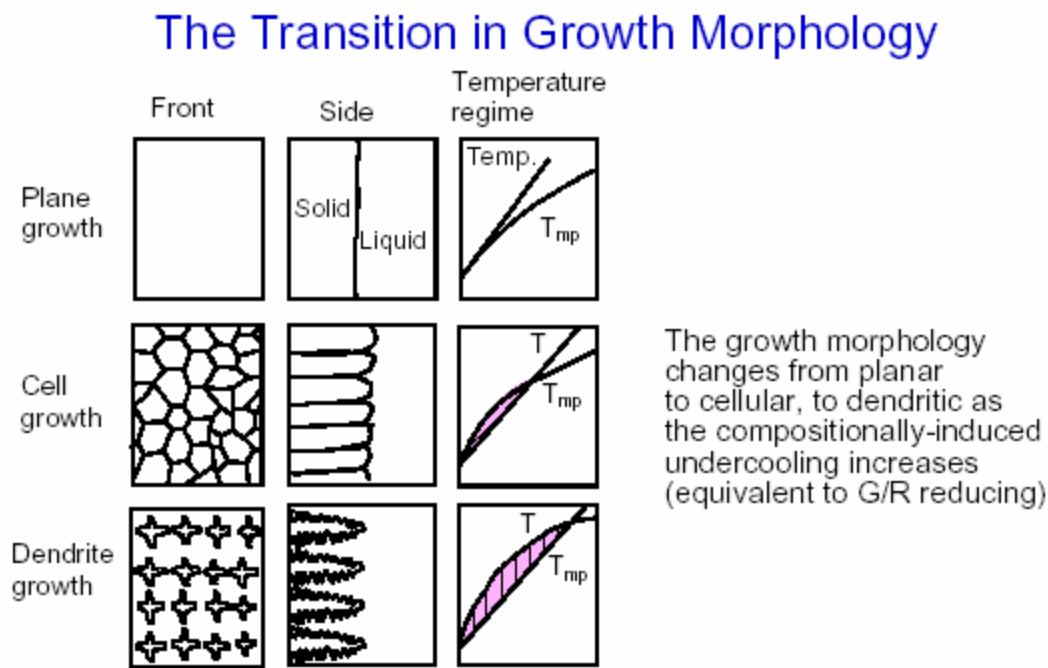 The Transition in Growth Morphology
Front
Side
Temperature
regime
Plane
growth
Solid
Liquid
Temp.
Tmp
Cell
growth
T
Tmp
The growth morphology
changes from planar
to cellular, to dendritic as
the compositionally-induced
undercooling increases
(equivalent to G/R reducing)
Dendrite
growth
T
Tmp